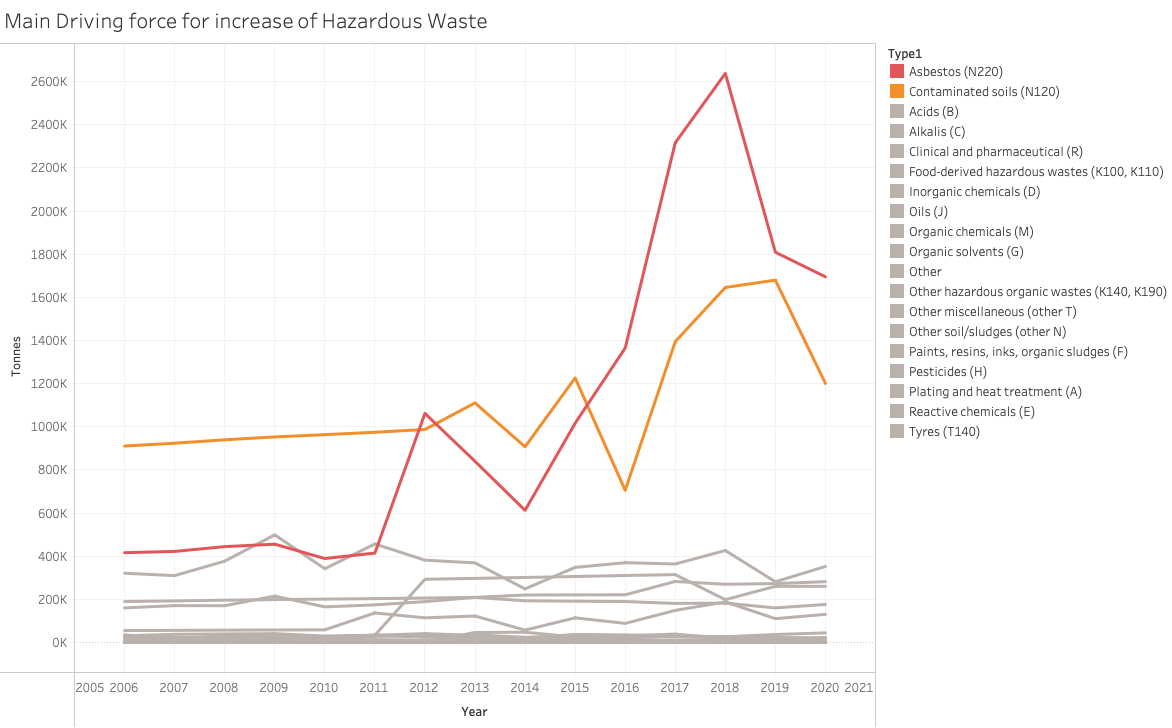 Main Driving force for increase of Hazardous Waste
Type1
Asbestos (N220)
Contaminated soils (N120)
Acids (B)
Alkalis (C)
Clinical and pharmaceutical (R)
Food-derived hazardous wastes (K100, K110)
Inorganic chemicals (D)
Oils (J)
Organic chemicals (M)
Organic solvents (G)
Other
Other hazardous organic wastes (K140, K190)
Other miscellaneous (other T)
Other soil/sludges (other N)
Paints, resins, inks, organic sludges (F)
Pesticides (H)
Plating and heat treatment (A)
Reactive chemicals (E)
Tyres (T140)
Tonnes
2600K
2400K
2200K
2000K
1800K
1600K
1400K
1200K
1000K
800K
600K
400K
200K
0K
2005 2006 2007 2008 2009 2010 2011 2012 2013 2014 2015 2016 2017 2018 2019 2020 2021
Year